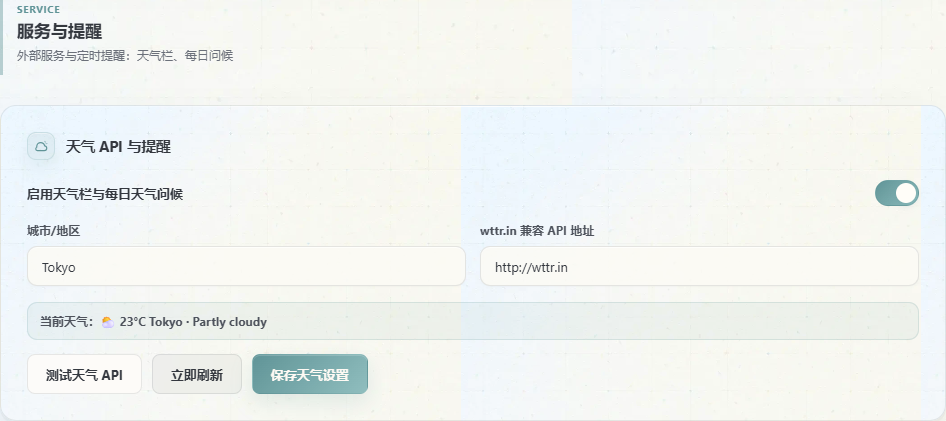 SERVICE
服务与提醒
外部服务与定时提醒：天气栏、每日问候
天气 API 与提醒
启用天气栏与每日天气问候
城市/地区
wttr.in 兼容 API 地址
Tokyo
http://wttr.in
当前天气：⛅ 23°C Tokyo · Partly cloudy
测试天气 API
立即刷新
保存天气设置